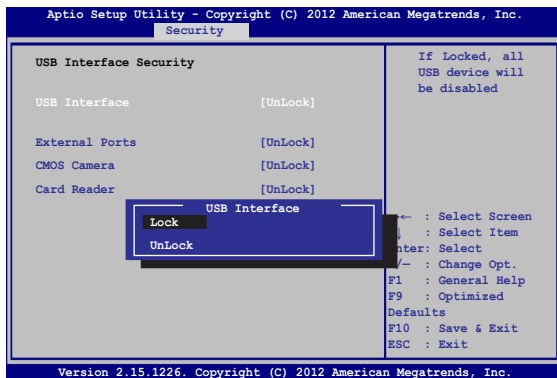 Aptio Setup Utility - Copyright (C) 2012 American Megatrends, Inc.
Security
USB Interface Security
USB Interface [UnLock]
External Ports [UnLock]
CMOS Camera [UnLock]
Card Reader [UnLock]
USB Interface
Lock
UnLock
If Locked, all
USB device will
be disabled
← : Select Screen
: Select Item
nter: Select
/— : Change Opt.
F1 : General Help
F9 : Optimized
Defaults
F10 : Save & Exit
ESC : Exit
Version 2.15.1226. Copyright (C) 2012 American Megatrends, Inc.